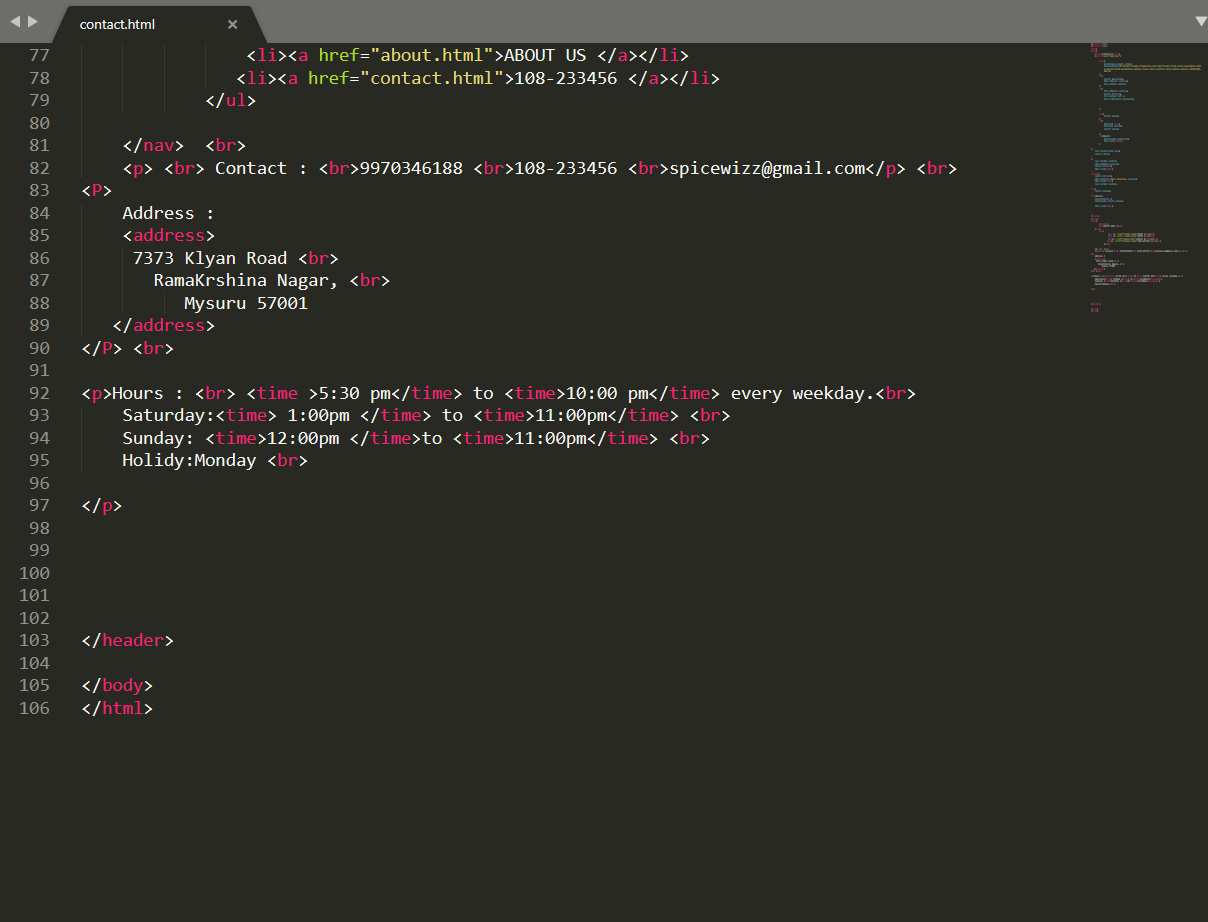 contact.html
77 <li><a href="about.html">ABOUT US </a></li>
78 <li><a href="contact.html">108-233456 </a></li>
79 </ul>
80
81 </nav> <br>
82 <p> <br> Contact : <br>9970346188 <br>108-233456 <br>spicewizz@gmail.com</p> <br>
83 <P>
84 Address :
85 <address>
86 7373 Klyan Road <br>
87 RamaKrshina Nagar, <br>
88 Mysuru 57001
89 </address>
90 </P> <br>
91
92 <p>Hours : <br> <time >5:30 pm</time> to <time>10:00 pm</time> every weekday.<br>
93 Saturday:<time> 1:00pm </time> to <time>11:00pm</time> <br>
94 Sunday: <time>12:00pm </time>to <time>11:00pm</time> <br>
95 Holidy:Monday <br>
96
97 </p>
98
99
100
101
102
103 </header>
104
105 </body>
106 </html>